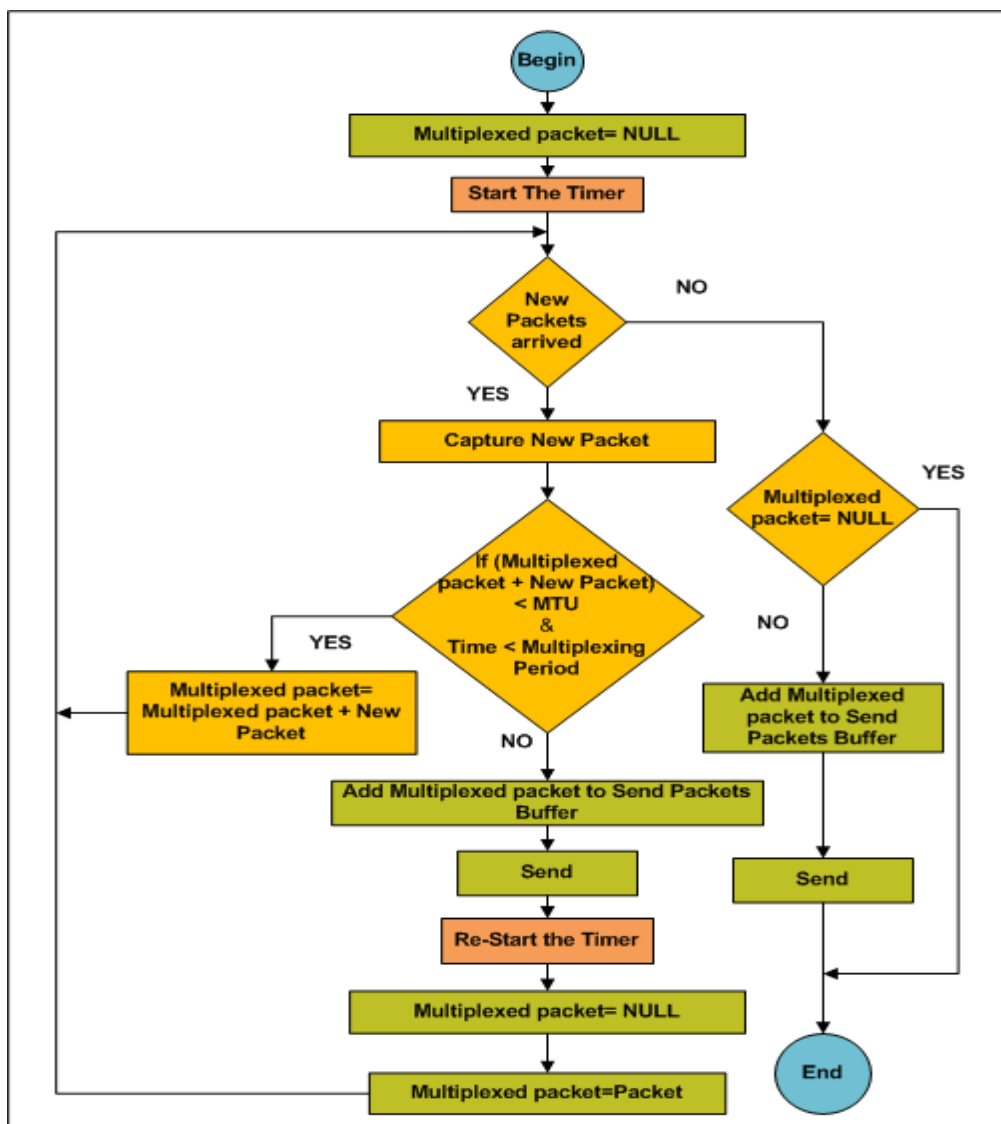 Begin
Multiplexed packet= NULL
Start The Timer
New
Packets
arrived
NO
YES
Capture New Packet
Multiplexed
packet= NULL
YES
If (Multiplexed
packet + New Packet)
< MTU
&
Time < Multiplexing
Period
YES
NO
Multiplexed packet=
Multiplexed packet + New
Packet
Add Multiplexed
packet to Send
Packets Buffer
NO
Add Multiplexed packet to Send Packets
Buffer
Send
Send
Re-Start the Timer
Multiplexed packet= NULL
Multiplexed packet=Packet
End